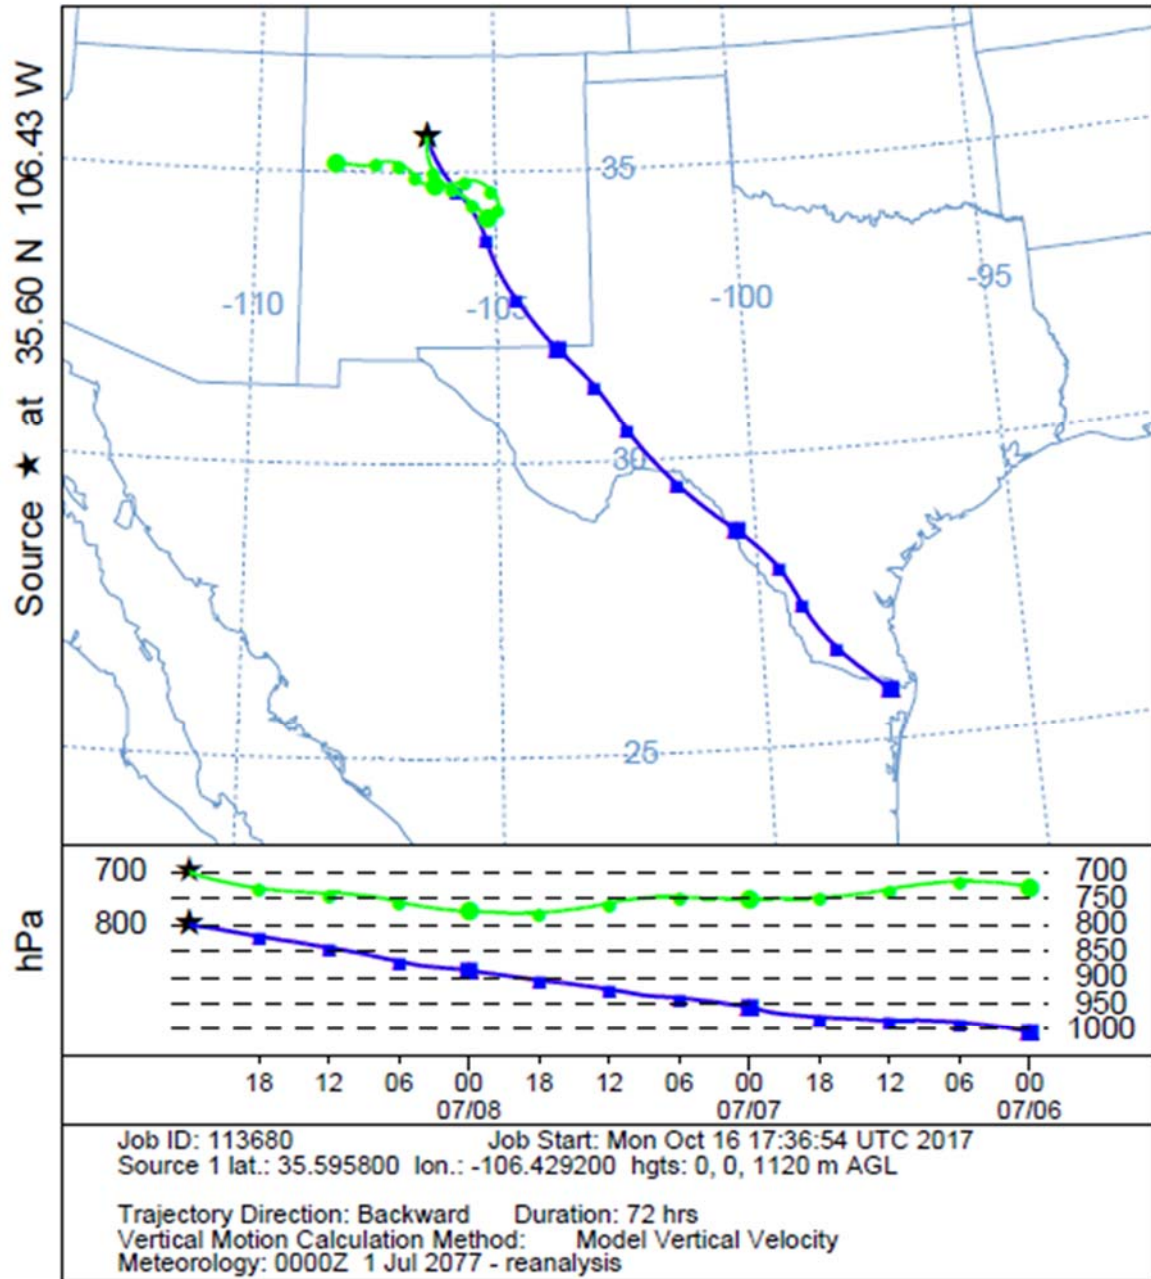 Source ★ at 35.60 N 106.43 W
35
-110
-105
-100
-95
30
25
hPa
700
800
700
750
800
850
900
950
1000
18 12 06 00 18 12 06 00 18 12 06 00
07/08 07/07 07/06
Job ID: 113680 Job Start: Mon Oct 16 17:36:54 UTC 2017
Source 1 lat.: 35.595800 lon.: -106.429200 hgts: 0, 0, 1120 m AGL
Trajectory Direction: Backward Duration: 72 hrs
Vertical Motion Calculation Method: Model Vertical Velocity
Meteorology: 0000Z 1 Jul 2077 - reanalysis